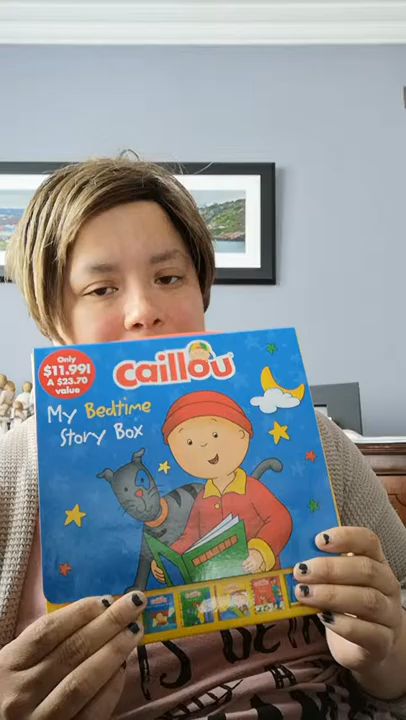 Only
$11.99!
A $23.70
value
Caillou
My Bedtime
Story Box